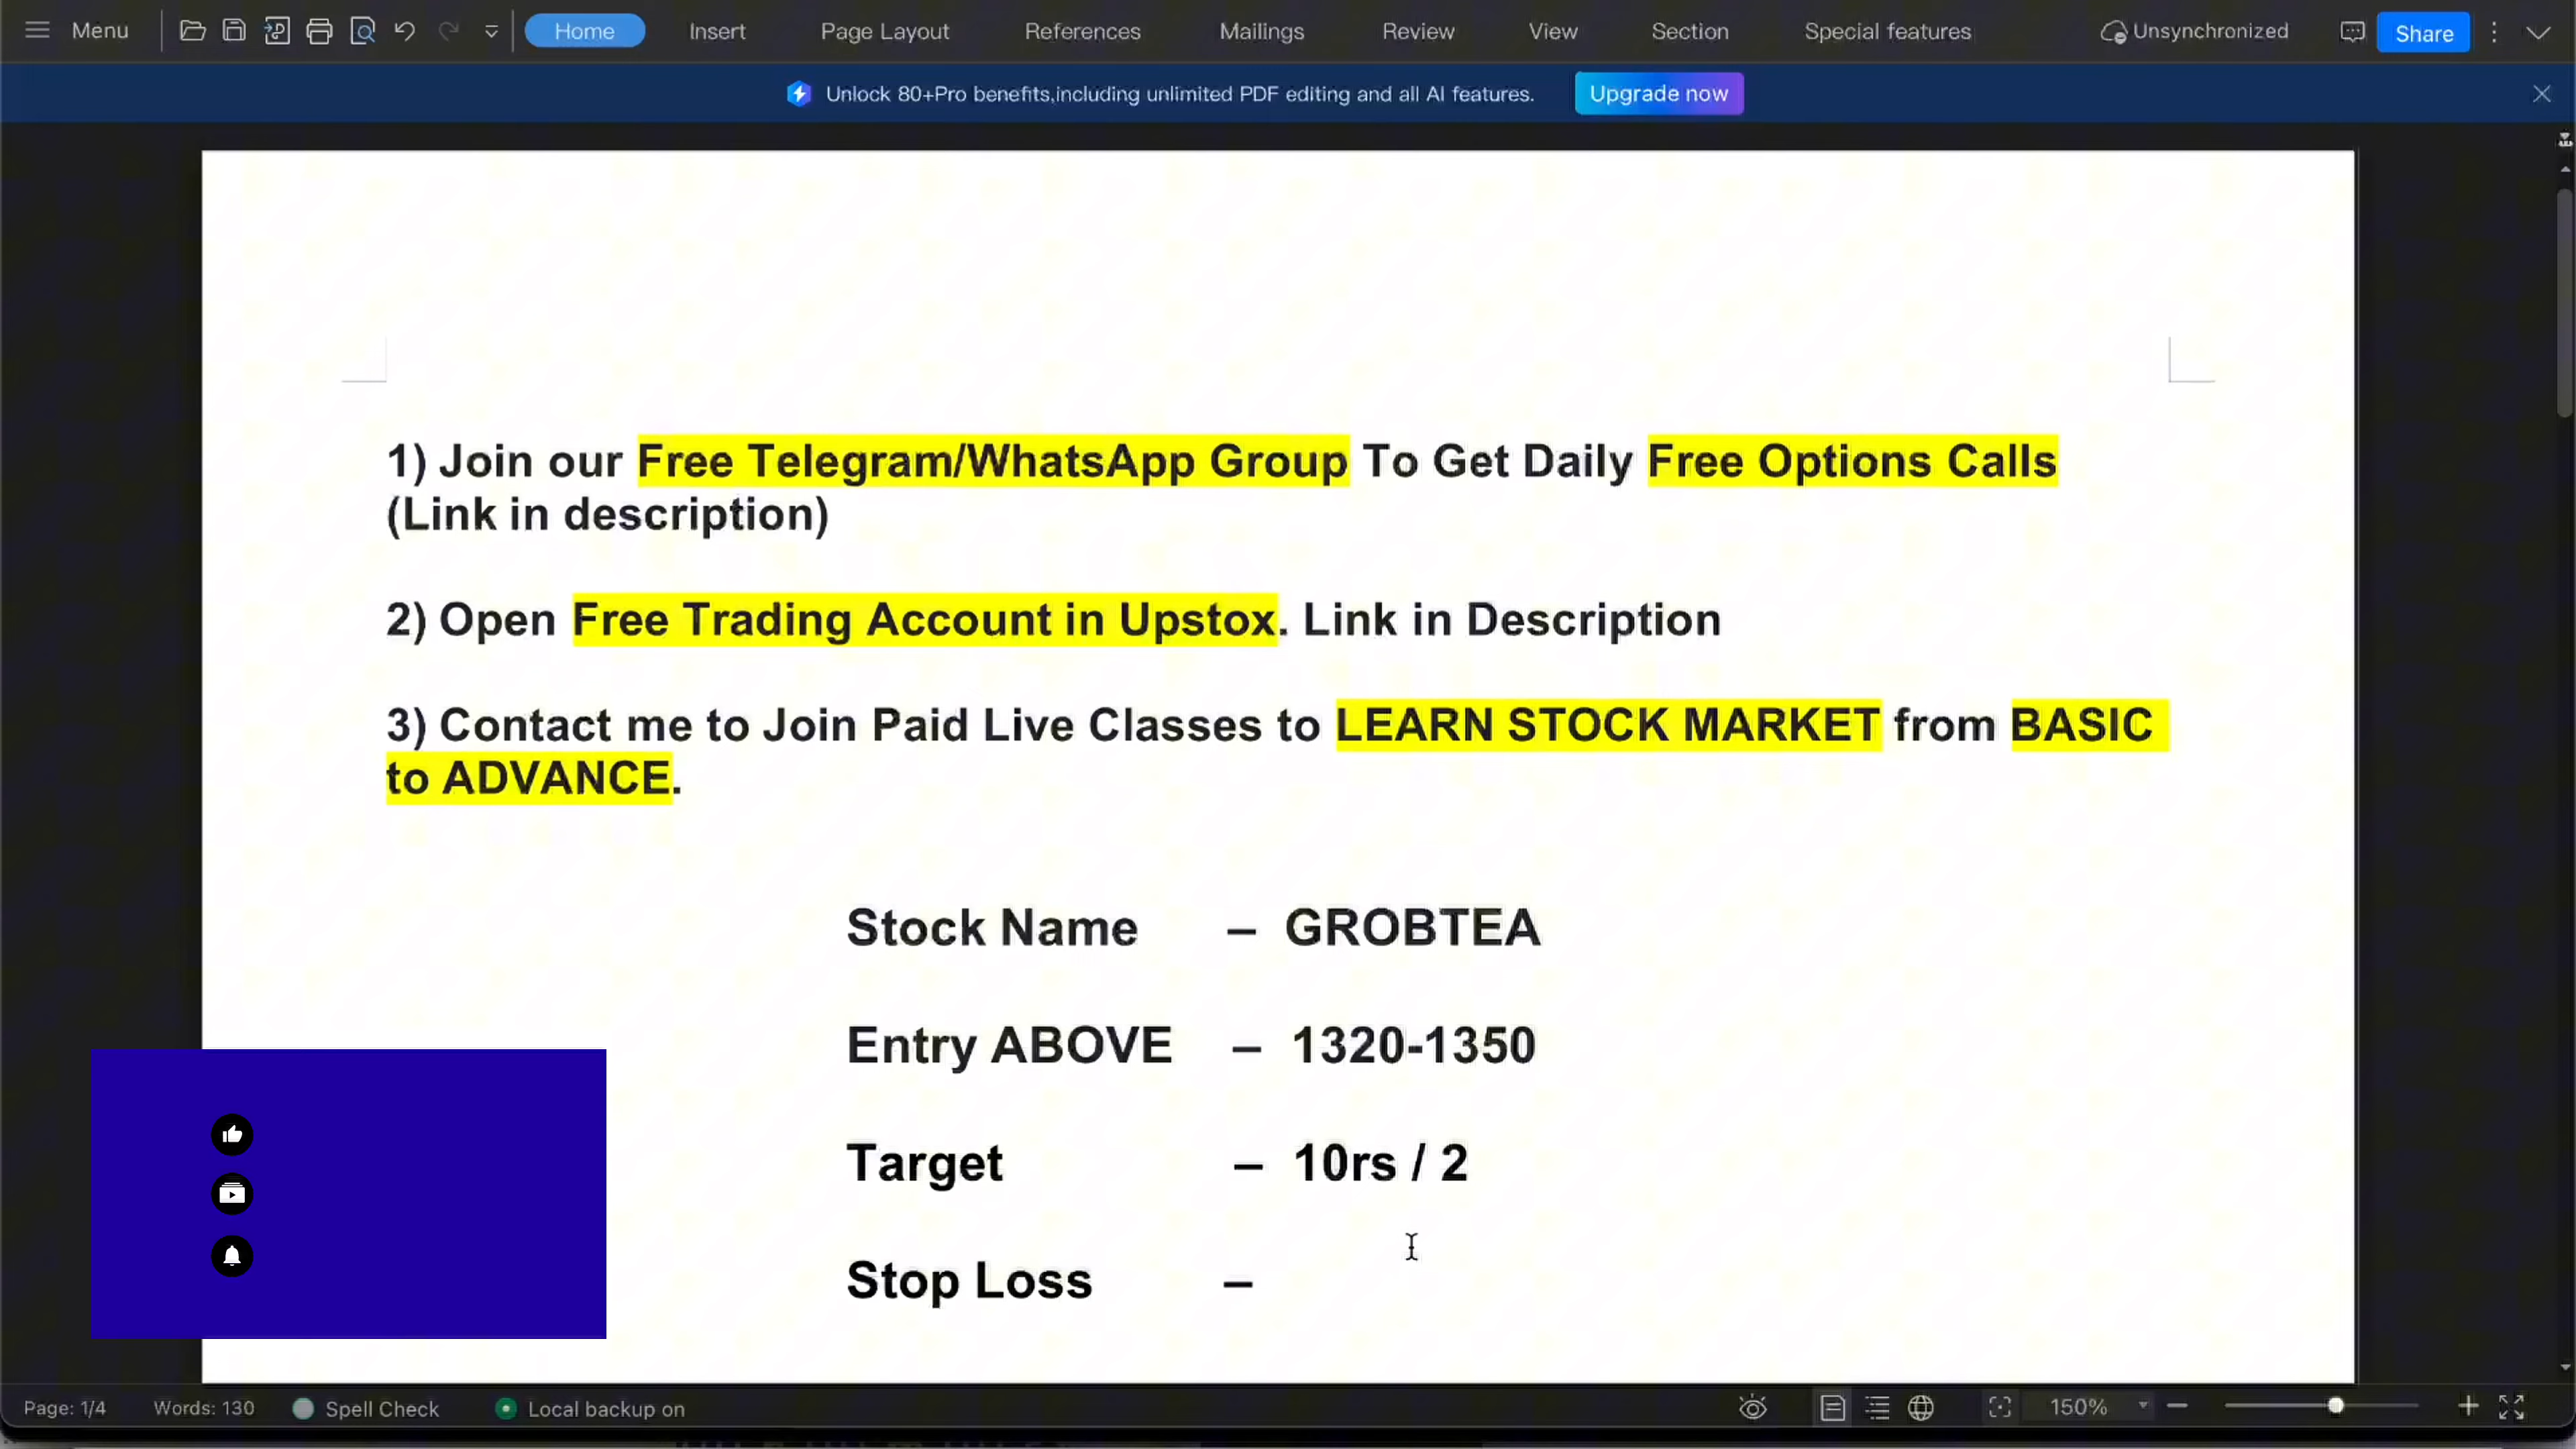 Menu
Home
Insert
Page Layout
References
Mailings
Review
View
Section
Special features
Unsynchronized
Share
Unlock 80+Pro benefits,including unlimited PDF editing and all AI features.
Upgrade now
1) Join our Free Telegram/WhatsApp Group To Get Daily Free Options Calls
(Link in description)
2) Open Free Trading Account in Upstox. Link in Description
3) Contact me to Join Paid Live Classes to LEARN STOCK MARKET from BASIC
to ADVANCE.
Stock Name – GROBTEA
Entry ABOVE – 1320-1350
Target – 10rs / 2
Stop Loss –
Page: 1/4
Words: 130
Spell Check
Local backup on
150%